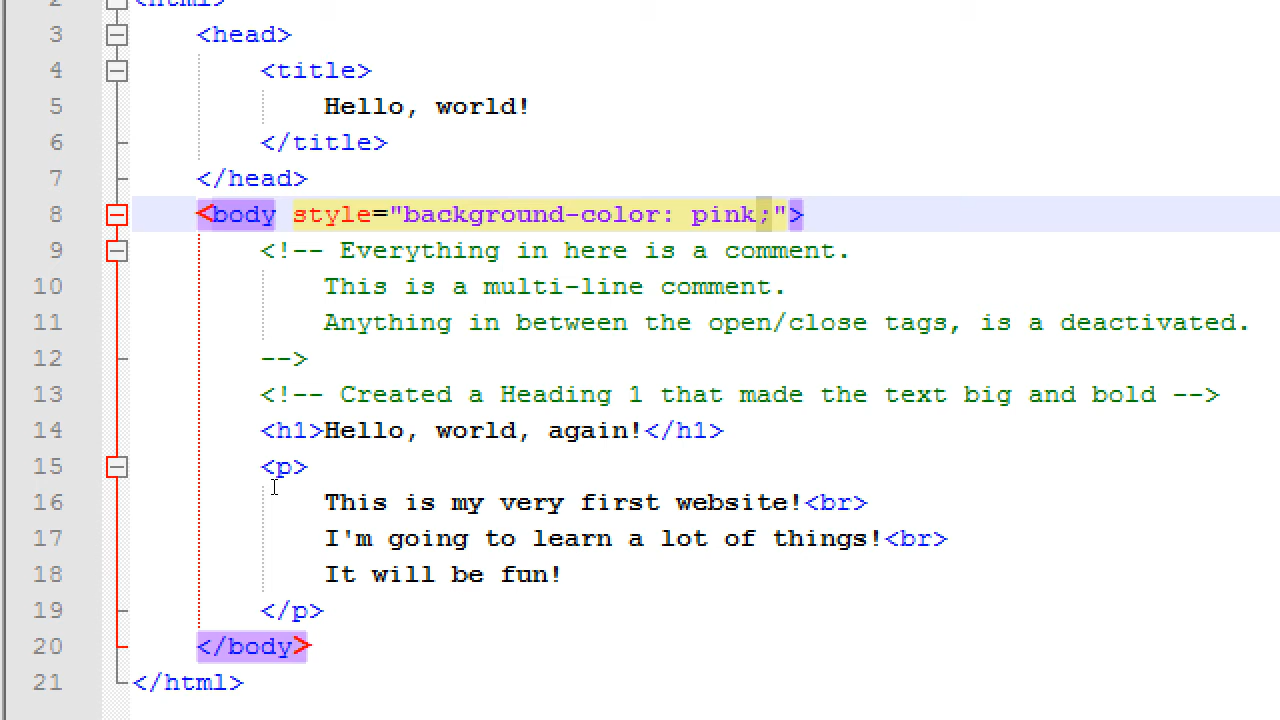 2 <html>
3 <head>
4 <title>
5 Hello, world!
6 </title>
7 </head>
8 <body style="background-color: pink;">
9 <!-- Everything in here is a comment.
10 This is a multi-line comment.
11 Anything in between the open/close tags, is a deactivated.
12 -->
13 <!-- Created a Heading 1 that made the text big and bold -->
14 <h1>Hello, world, again!</h1>
15 <p>
16 This is my very first website!<br>
17 I'm going to learn a lot of things!<br>
18 It will be fun!
19 </p>
20 </body>
21 </html>